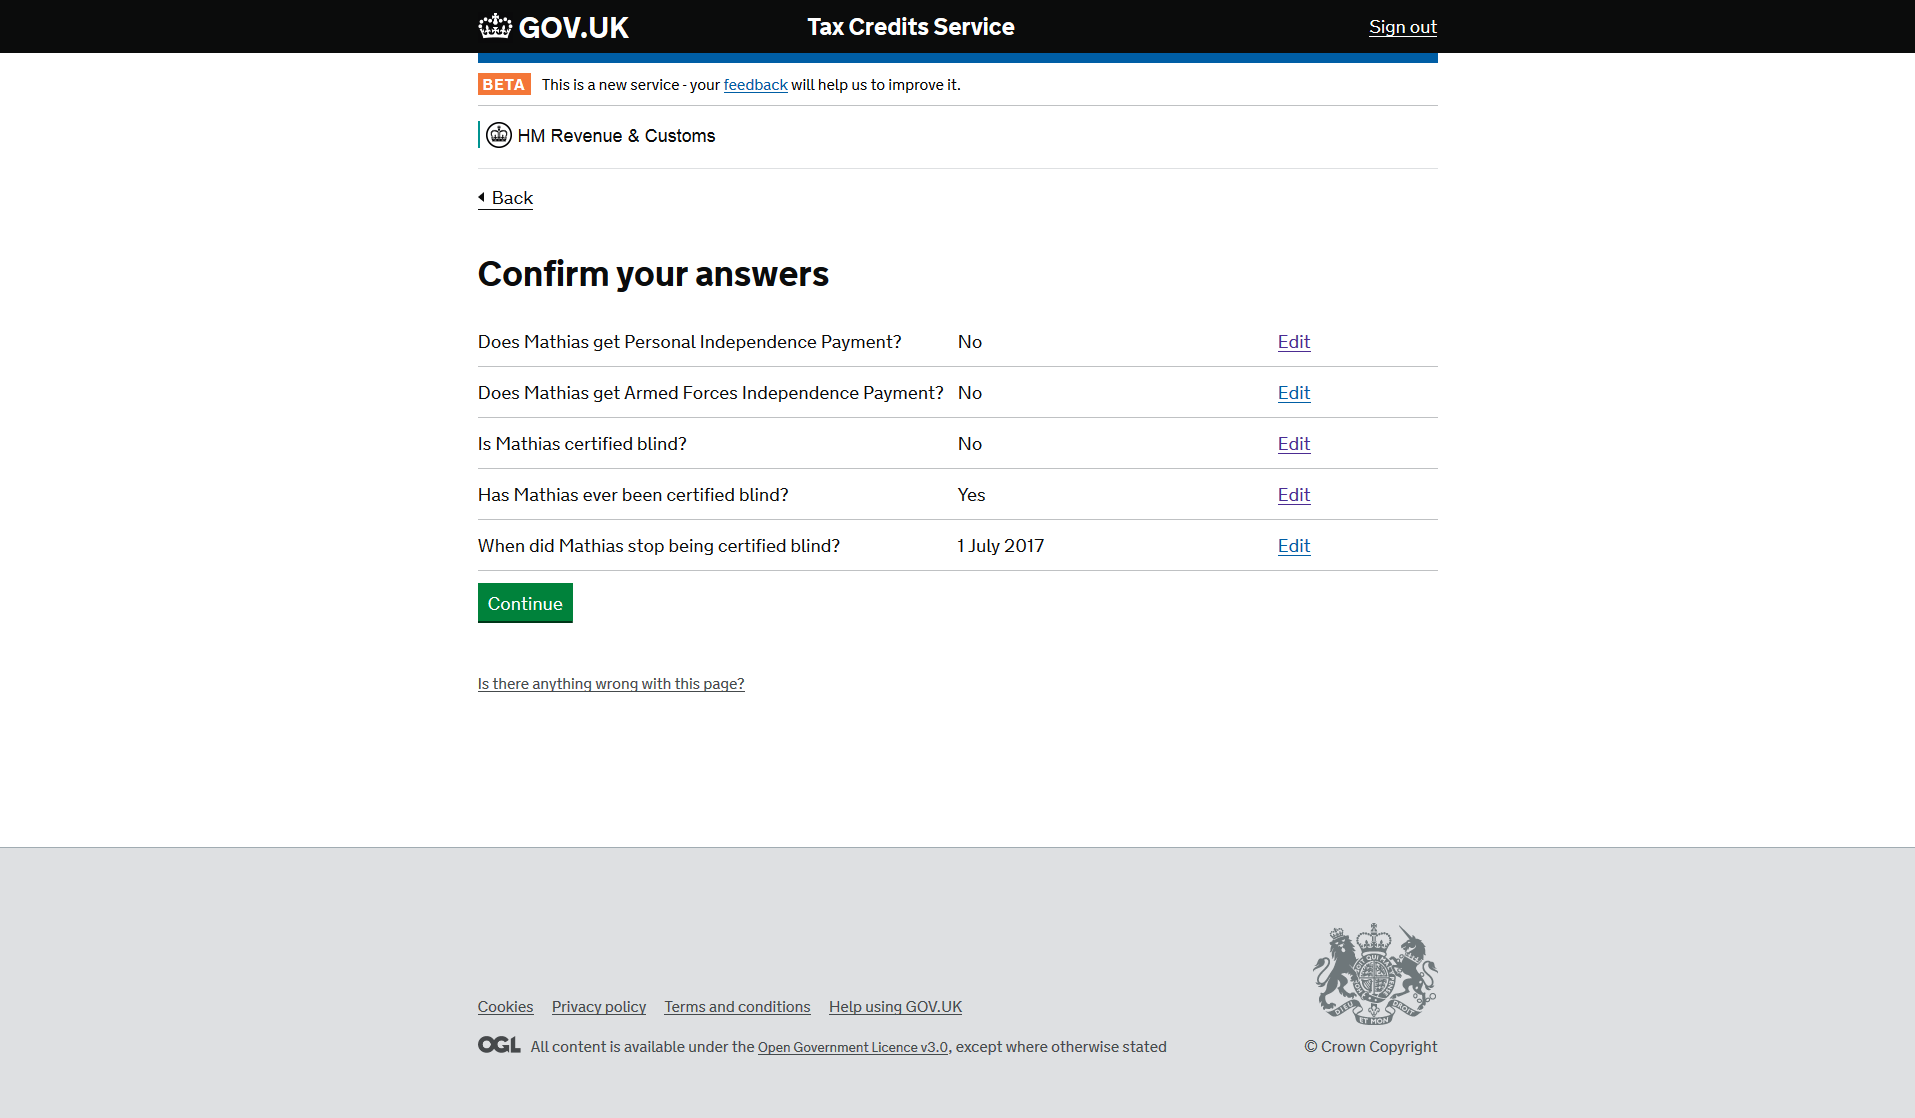 GOV.UK Tax Credits Service Sign out
BETA This is a new service - your feedback will help us to improve it.
HM Revenue & Customs
Back
Confirm your answers
Does Mathias get Personal Independence Payment? No Edit
Does Mathias get Armed Forces Independence Payment? No Edit
Is Mathias certified blind? No Edit
Has Mathias ever been certified blind? Yes Edit
When did Mathias stop being certified blind? 1 July 2017 Edit
Continue
Is there anything wrong with this page?
Cookies Privacy policy Terms and conditions Help using GOV.UK
OGL All content is available under the Open Government Licence v3.0, except where otherwise stated
© Crown Copyright